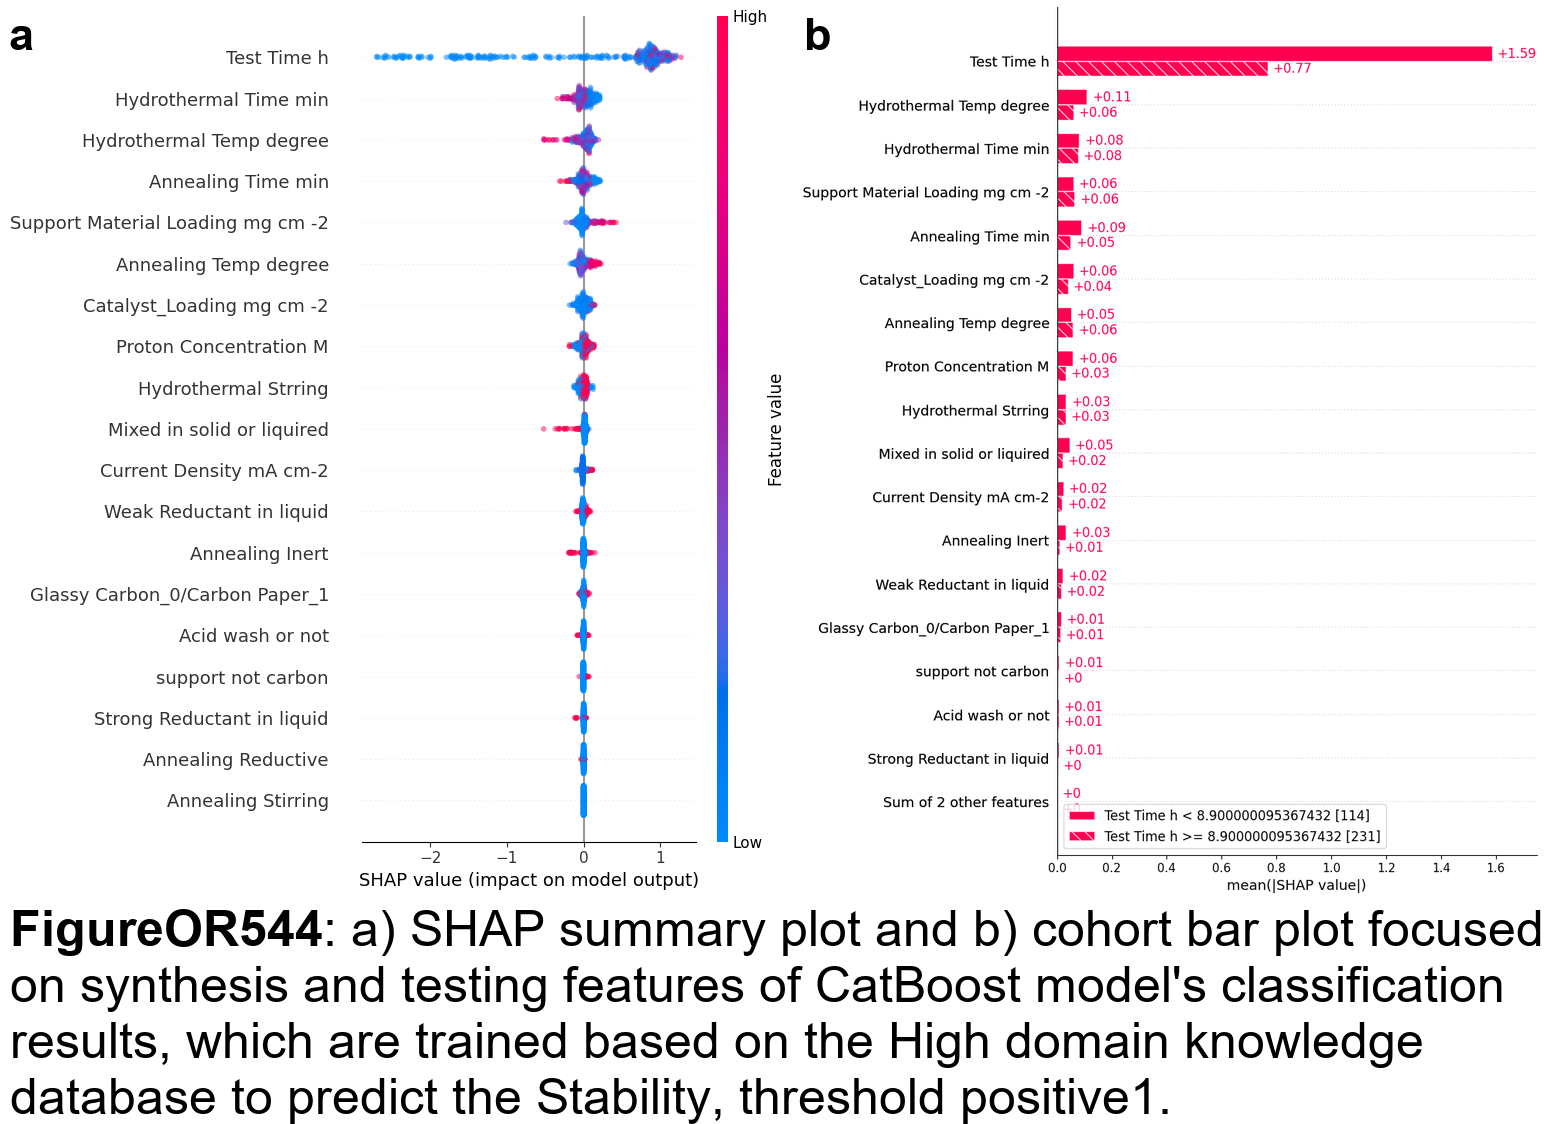 a
Test Time h
Hydrothermal Time min
Hydrothermal Temp degree
Annealing Time min
Support Material Loading mg cm -2
Annealing Temp degree
Catalyst_Loading mg cm -2
Proton Concentration M
Hydrothermal Strring
Mixed in solid or liquired
Current Density mA cm-2
Weak Reductant in liquid
Annealing Inert
Glassy Carbon_0/Carbon Paper_1
Acid wash or not
support not carbon
Strong Reductant in liquid
Annealing Reductive
Annealing Stirring
−2 −1 0 1
SHAP value (impact on model output)
High
Low
Feature value
b
Test Time h +1.59
+0.77
Hydrothermal Temp degree +0.11
+0.06
Hydrothermal Time min +0.08
+0.08
Support Material Loading mg cm -2 +0.06
+0.06
Annealing Time min +0.09
+0.05
Catalyst_Loading mg cm -2 +0.06
+0.04
Annealing Temp degree +0.05
+0.06
Proton Concentration M +0.06
+0.03
Hydrothermal Strring +0.03
+0.03
Mixed in solid or liquired +0.05
+0.02
Current Density mA cm-2 +0.02
+0.02
Annealing Inert +0.03
+0.01
Weak Reductant in liquid +0.02
+0.02
Glassy Carbon_0/Carbon Paper_1 +0.01
+0.01
support not carbon +0.01
+0
Acid wash or not +0.01
+0.01
Strong Reductant in liquid +0.01
+0
Sum of 2 other features +0
+0
Test Time h < 8.900000095367432 [114]
Test Time h >= 8.900000095367432 [231]
0.0 0.2 0.4 0.6 0.8 1.0 1.2 1.4 1.6
mean(|SHAP value|)
FigureOR544: a) SHAP summary plot and b) cohort bar plot focused
on synthesis and testing features of CatBoost model's classification
results, which are trained based on the High domain knowledge
database to predict the Stability, threshold positive1.